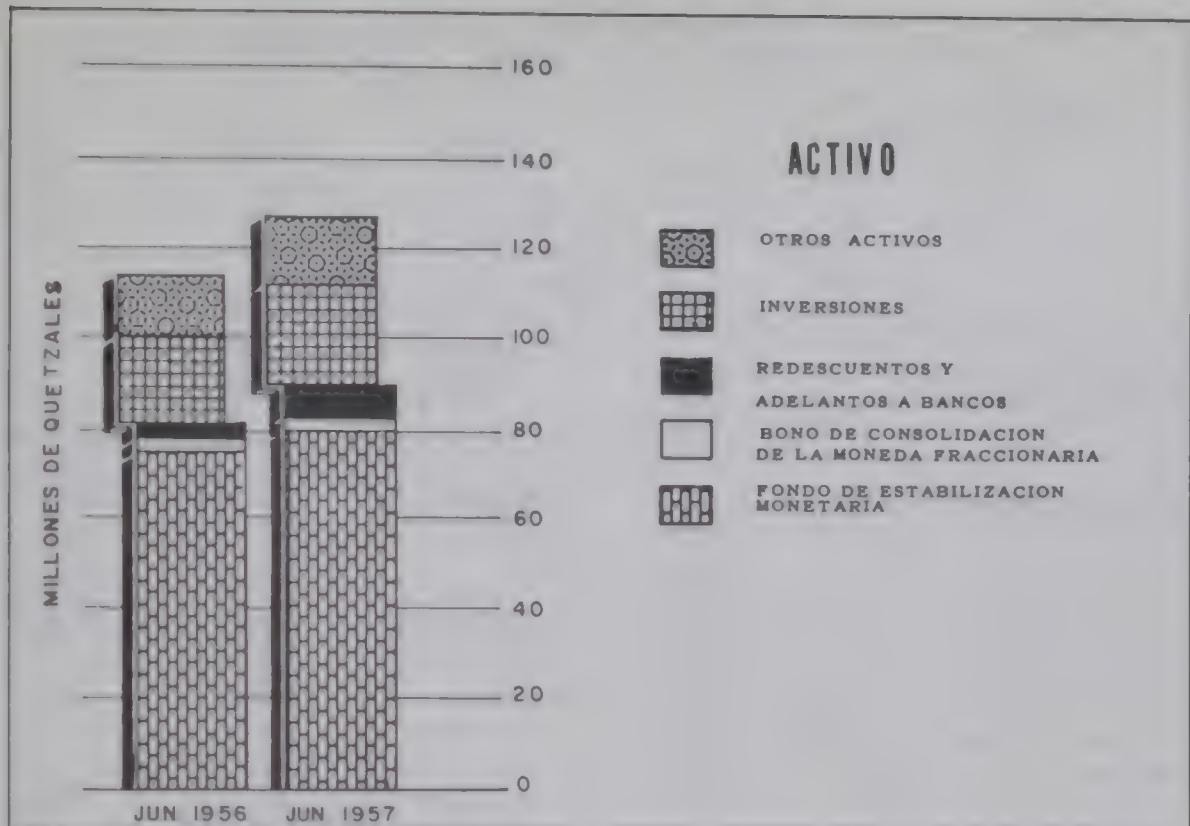 160
140
120
100
80
60
40
20
0
MILLONES DE QUETZALES
JUN 1956
JUN 1957
ACTIVO
OTROS ACTIVOS
INVERSIONES
REDESCUENTOS Y
ADELANTOS A BANCOS
BONO DE CONSOLIDACION
DE LA MONEDA FRACCIONARIA
FONDO DE ESTABILIZACION
MONETARIA